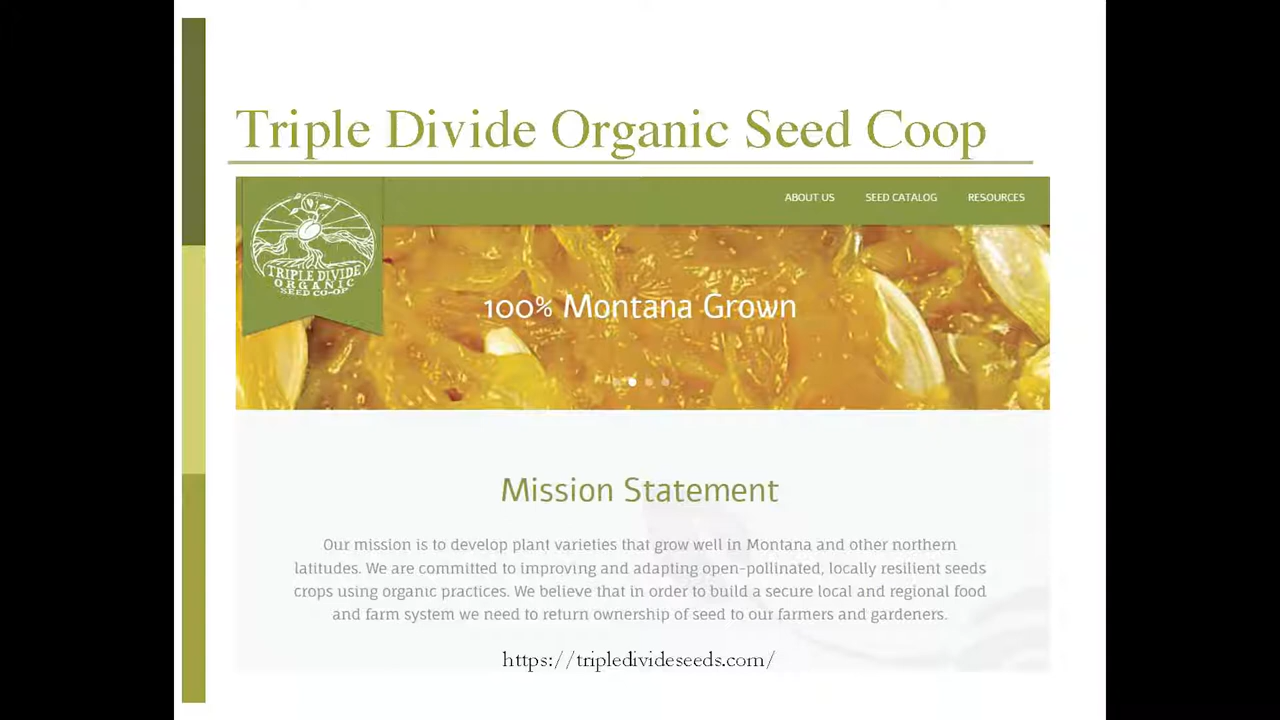 Triple Divide Organic Seed Coop
ABOUT US SEED CATALOG RESOURCES
TRIPLE DIVIDE
ORGANIC
SEED CO-OP
100% Montana Grown
Mission Statement
Our mission is to develop plant varieties that grow well in Montana and other northern
latitudes. We are committed to improving and adapting open-pollinated, locally resilient seeds
crops using organic practices. We believe that in order to build a secure local and regional food
and farm system we need to return ownership of seed to our farmers and gardeners.
https://tripledivideseeds.com/